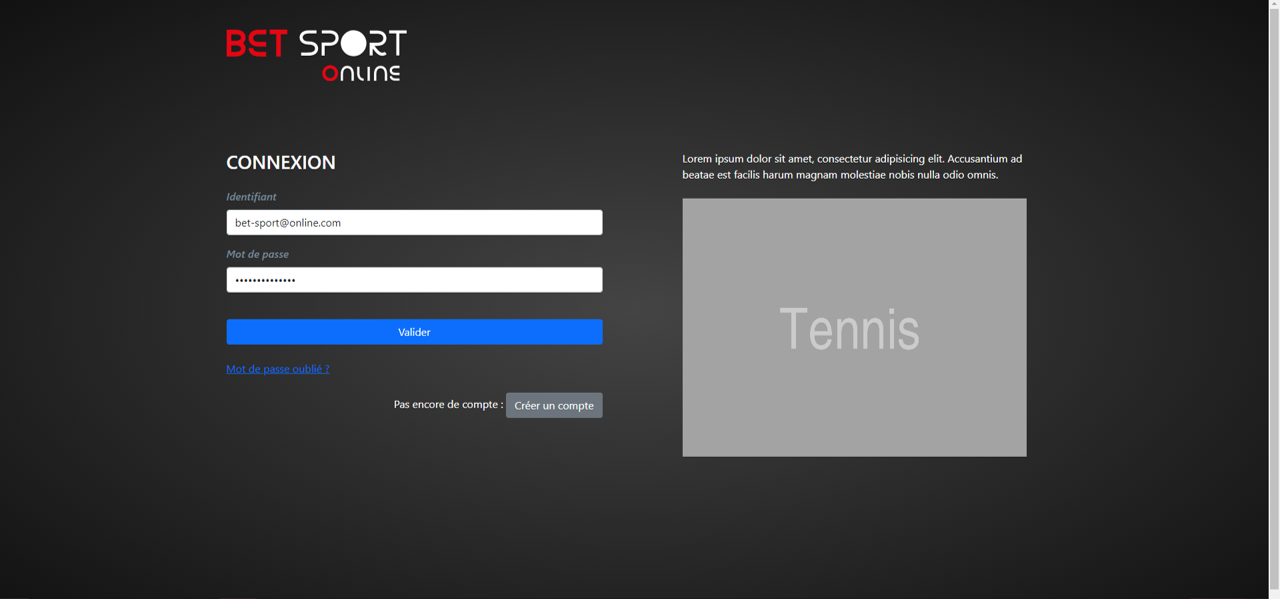 BET SPORT
ONLINE
CONNEXION
Identifiant
bet-sport@online.com
Mot de passe
••••••••••••••
Valider
Mot de passe oublié ?
Pas encore de compte : Créer un compte
Lorem ipsum dolor sit amet, consectetur adipisicing elit. Accusantium ad
beatae est facilis harum magnam molestiae nobis nulla odio omnis.
Tennis